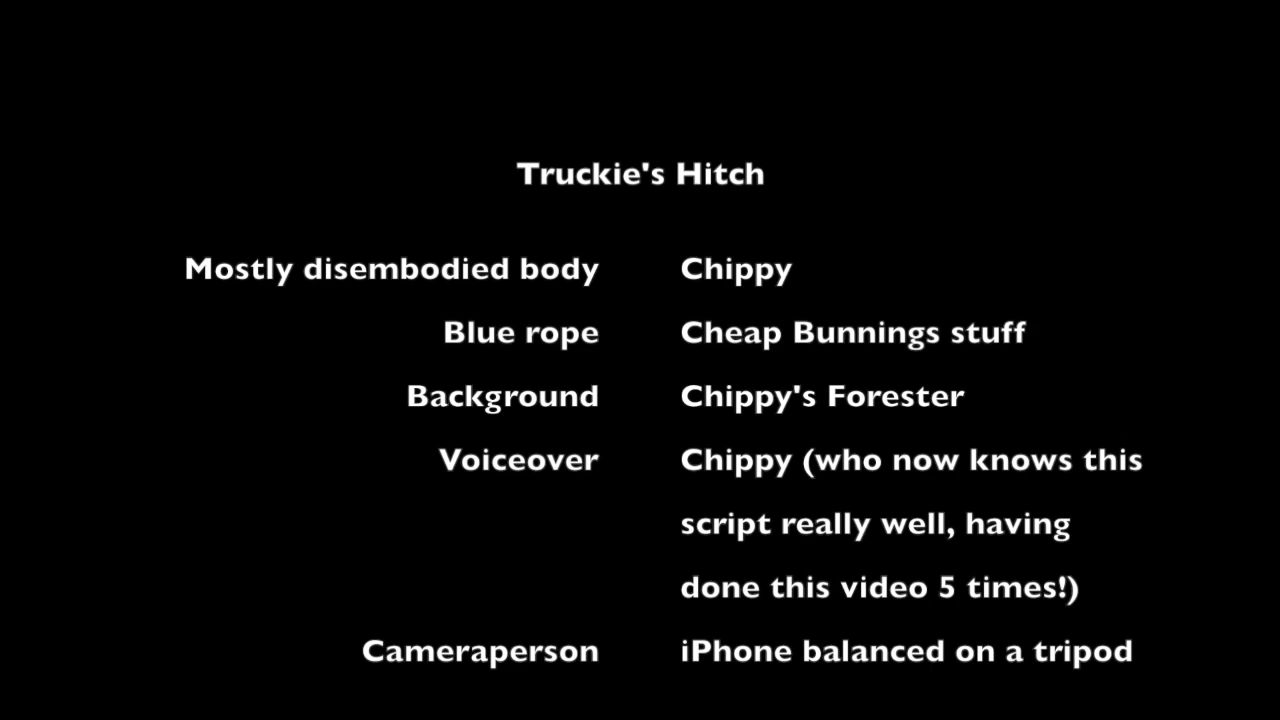 Truckie's Hitch
Mostly disembodied body Chippy
Blue rope Cheap Bunnings stuff
Background Chippy's Forester
Voiceover Chippy (who now knows this
script really well, having
done this video 5 times!)
Cameraperson iPhone balanced on a tripod